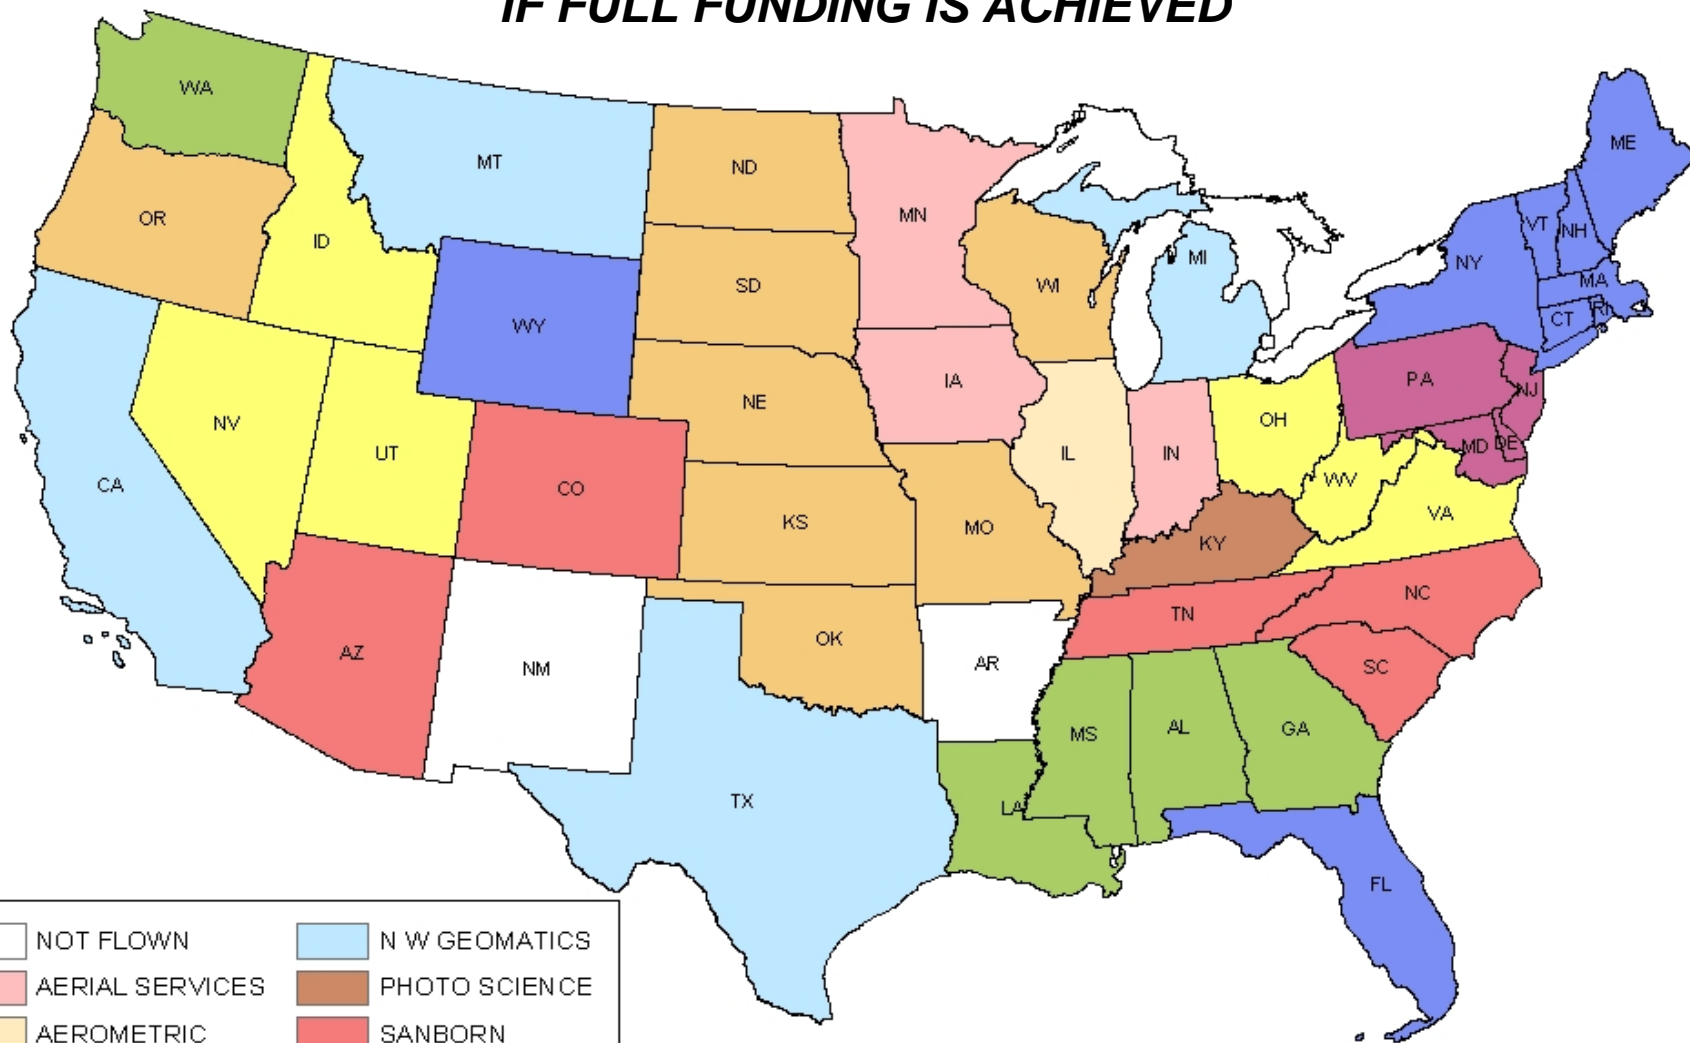 IF FULL FUNDING IS ACHIEVED
WA
MT
ND
ME
OR
ID
MN
VT
NH
NY
SD
WI
MI
MA
WY
CT
RI
IA
PA
NE
NJ
NV
OH
UT
IL
IN
MD
DE
CA
CO
WV
KS
MO
VA
KY
NC
TN
AZ
NM
OK
AR
SC
MS
AL
GA
TX
LA
FL
NOT FLOWN
N W GEOMATICS
AERIAL SERVICES
PHOTO SCIENCE
AEROMETRIC
SANBORN